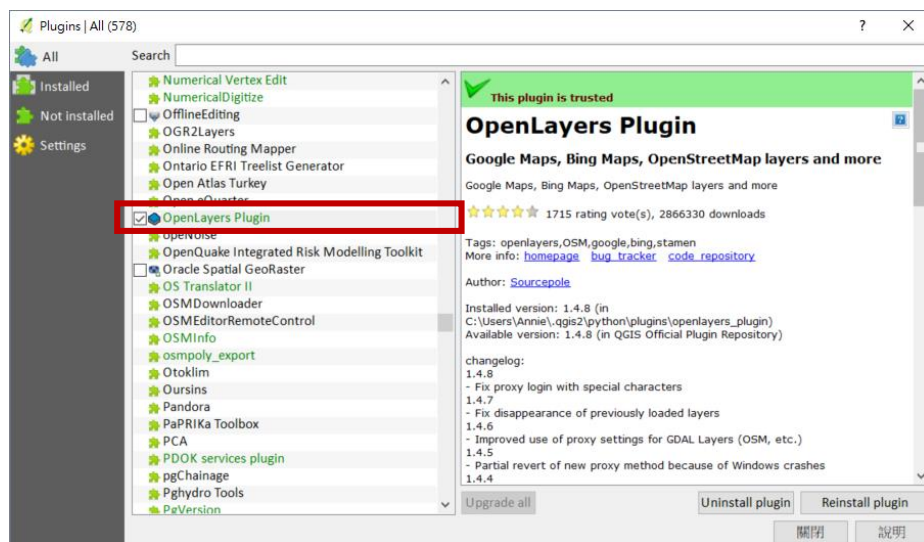 Plugins | All (578)
All
Installed
Not installed
Settings
Search
Numerical Vertex Edit
NumericalDigitize
OfflineEditing
OGR2Layers
Online Routing Mapper
Ontario EFRI Treelist Generator
Open Atlas Turkey
Open eQuarter
OpenLayers Plugin
opeNoise
OpenQuake Integrated Risk Modelling Toolkit
Oracle Spatial GeoRaster
OS Translator II
OSMDownloader
OSMEditorRemoteControl
OSMInfo
osmpoly_export
Otoklim
Oursins
Pandora
PaPRIKa Toolbox
PCA
PDOK services plugin
pgChainage
Pghydro Tools
PgVersion
This plugin is trusted
OpenLayers Plugin
Google Maps, Bing Maps, OpenStreetMap layers and more
Google Maps, Bing Maps, OpenStreetMap layers and more
1715 rating vote(s), 2866330 downloads
Tags: openlayers,OSM,google,bing,stamen
More info: homepage bug tracker code repository
Author: Sourcepole
Installed version: 1.4.8 (in
C:\Users\Annie\.qgis2\python\plugins\openlayers_plugin)
Available version: 1.4.8 (in QGIS Official Plugin Repository)
changelog:
1.4.8
- Fix proxy login with special characters
1.4.7
- Fix disappearance of previously loaded layers
1.4.6
- Improved use of proxy settings for GDAL Layers (OSM, etc.)
1.4.5
- Partial revert of new proxy method because of Windows crashes
1.4.4
Upgrade all
Uninstall plugin
Reinstall plugin
關閉
說明